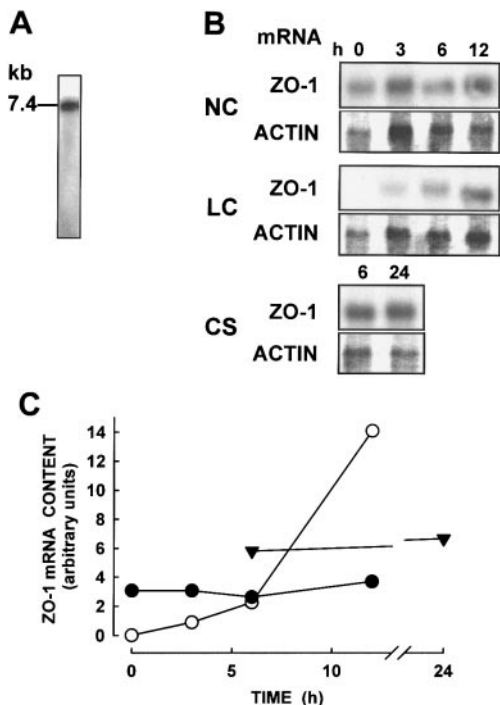 A
kb
7.4
B
mRNA
h 0 3 6 12
NC
ZO-1
ACTIN
LC
ZO-1
ACTIN
6 24
CS
ZO-1
ACTIN
C
ZO-1 mRNA CONTENT
(arbitrary units)
14
12
10
8
6
4
2
0
0 5 10 24
TIME (h)